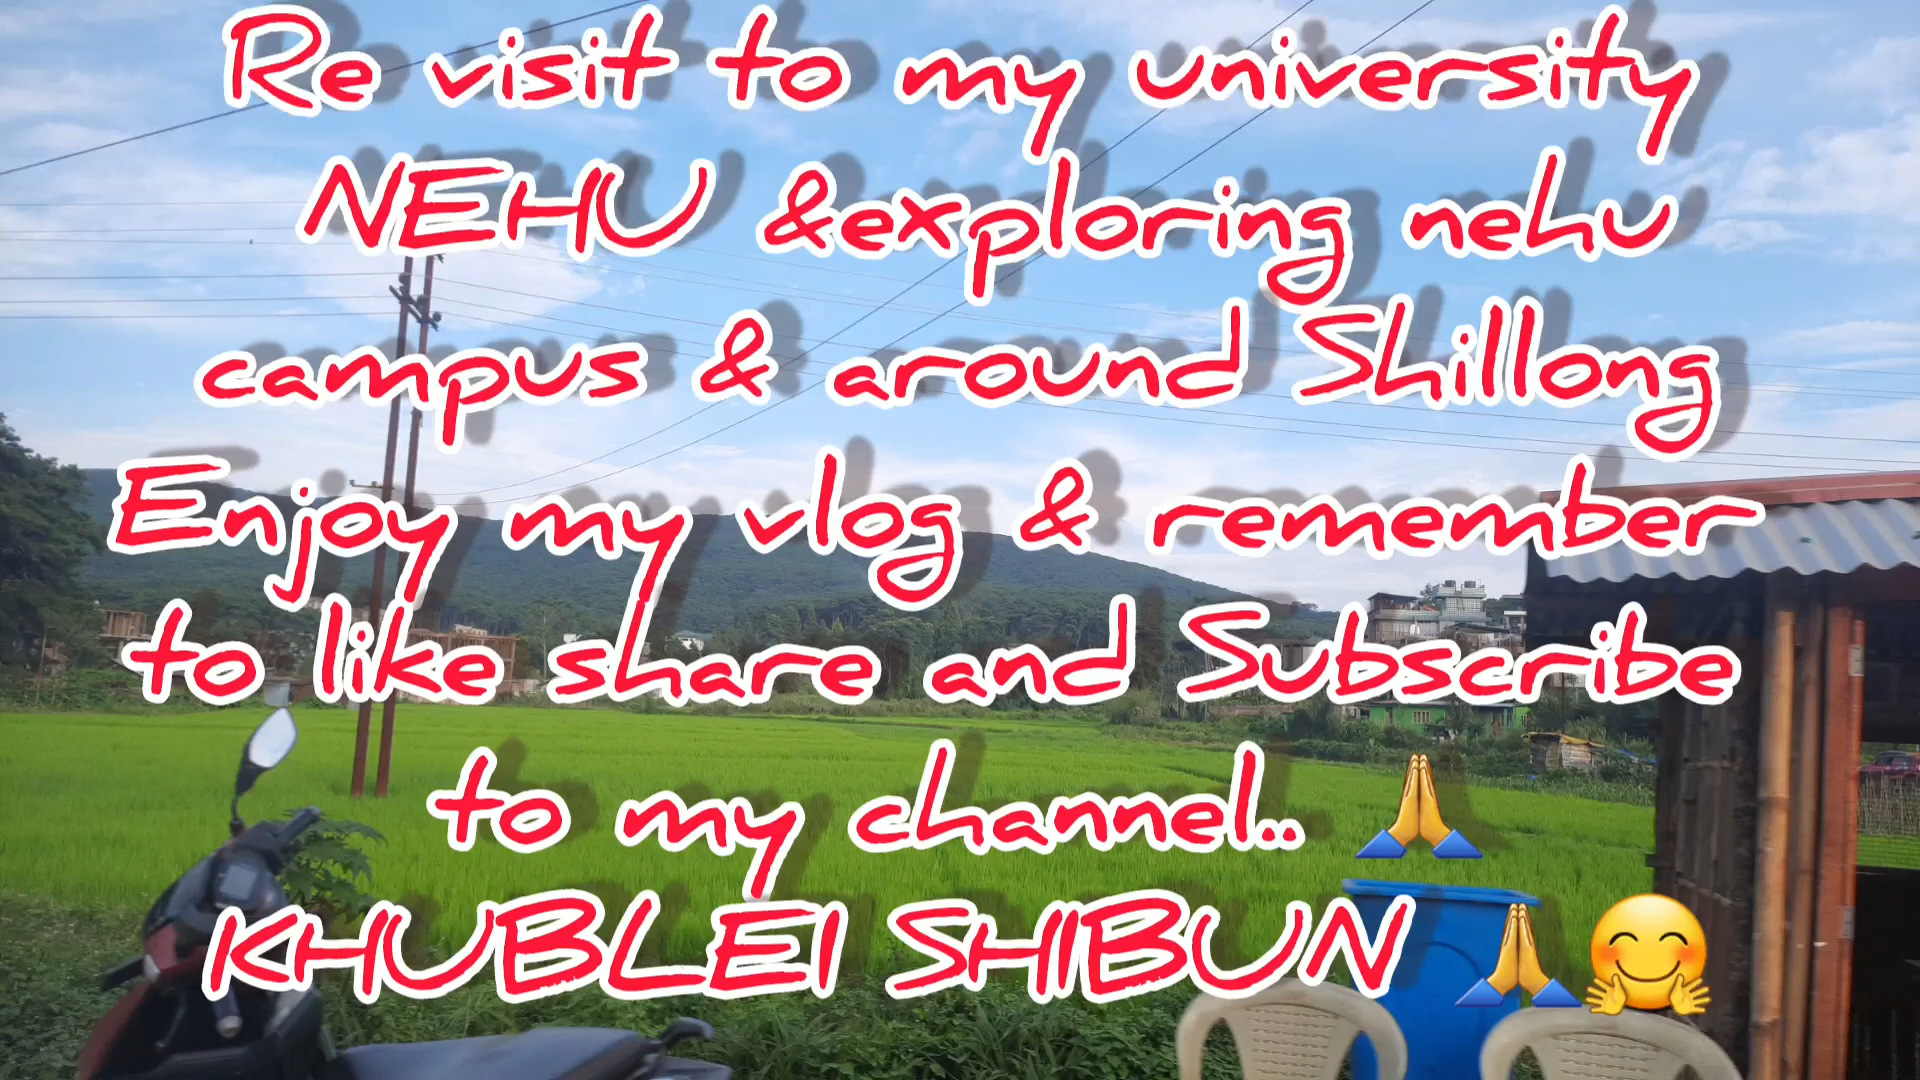 Re visit to my university
NEHU &exploring nehu
campus & around Shillong
Enjoy my vlog & remember
to like share and Subscribe
to my channel.. 🙏
KHUBLEI SHIBUN 🙏🤗